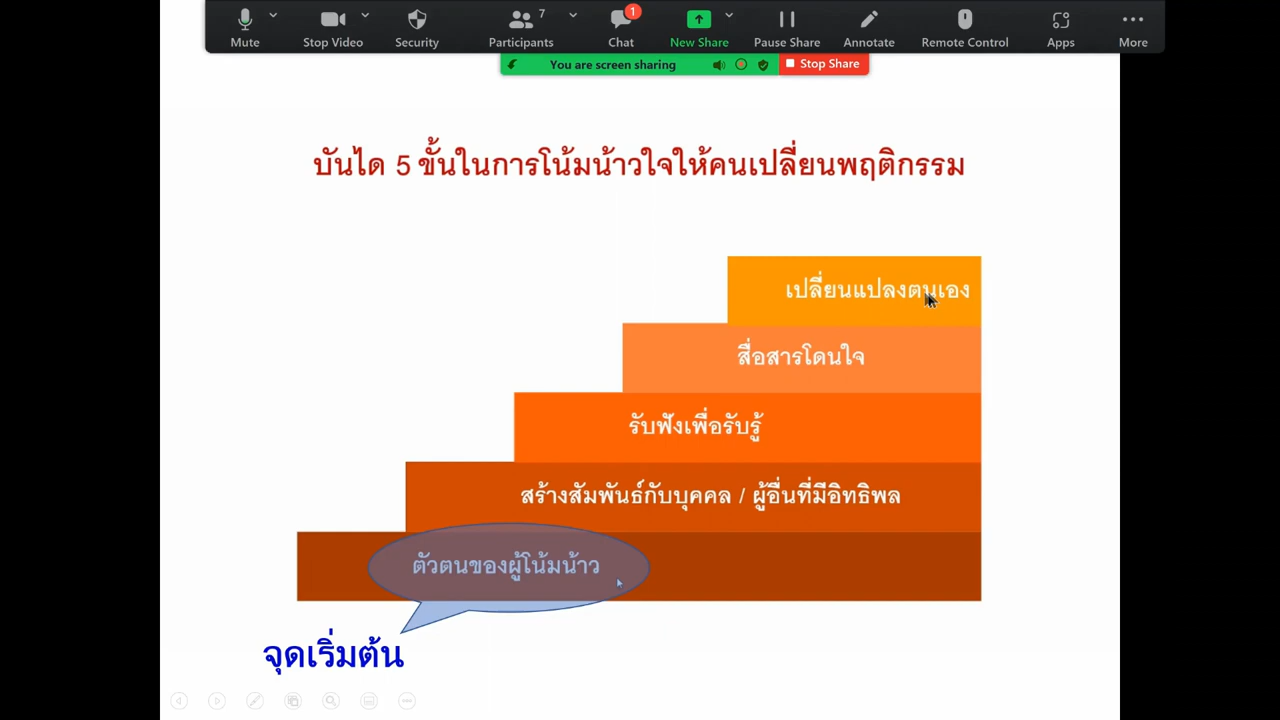 Mute
Stop Video
Security
Participants
7
Chat
1
New Share
Pause Share
Annotate
Remote Control
Apps
More
You are screen sharing
Stop Share
บันได 5 ขั้นในการโน้มน้าวใจให้คนเปลี่ยนพฤติกรรม
เปลี่ยนแปลงตนเอง
สื่อสารโดนใจ
รับฟังเพื่อรับรู้
สร้างสัมพันธ์กับบุคคล / ผู้อื่นที่มีอิทธิพล
ตัวตนของผู้โน้มน้าว
จุดเริ่มต้น